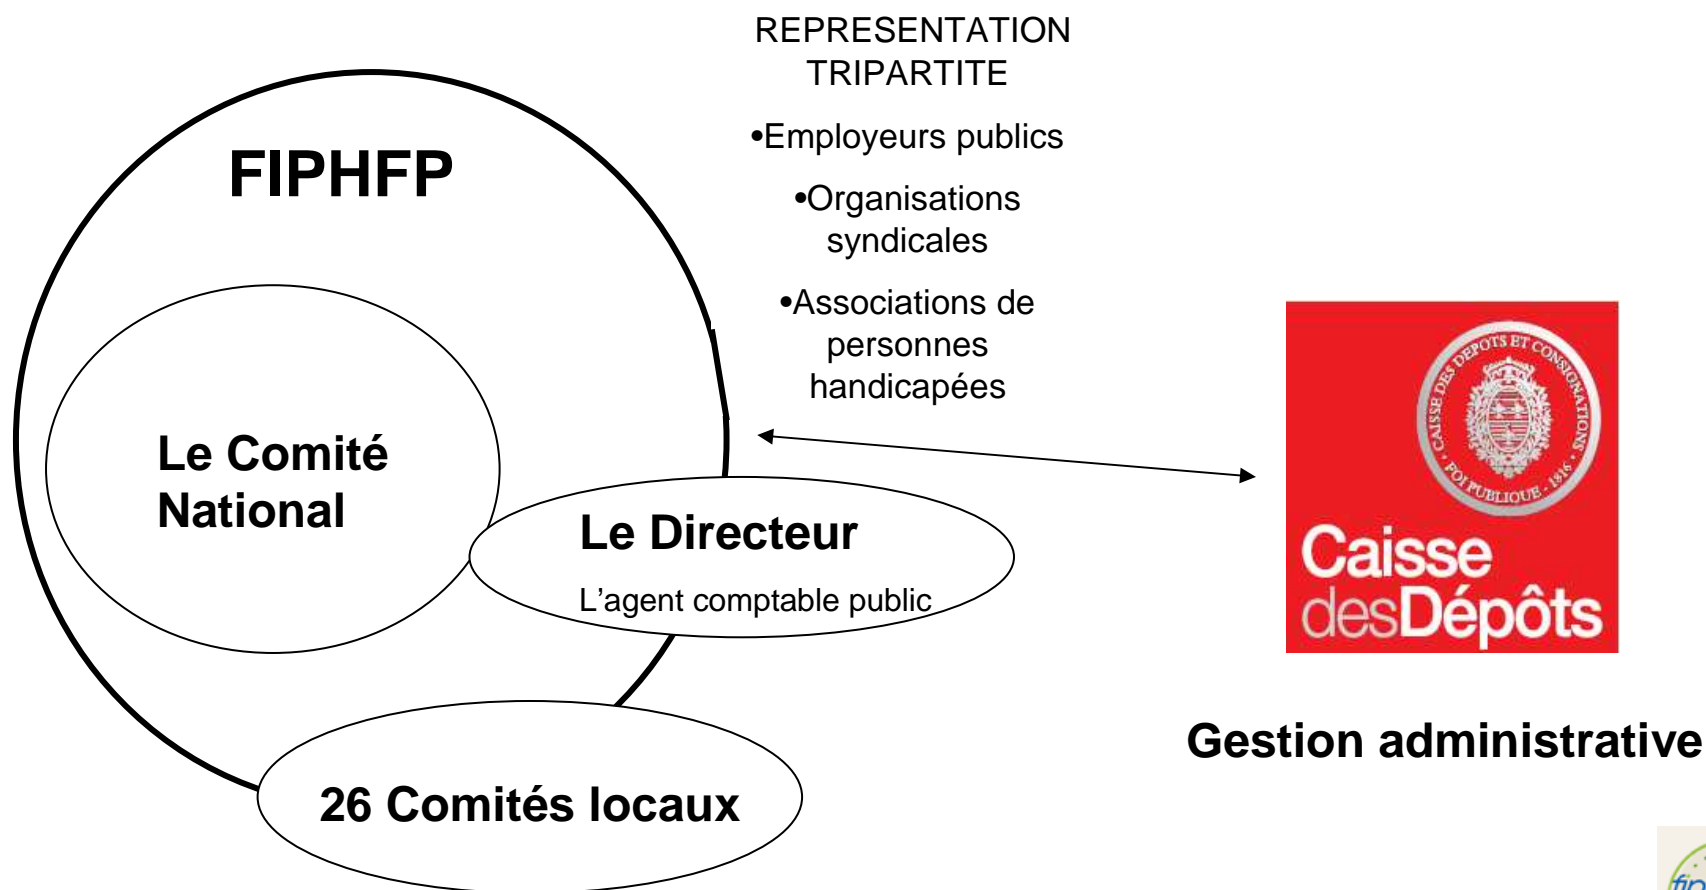 REPRESENTATION
TRIPARTITE
•Employeurs publics
•Organisations
syndicales
•Associations de
personnes
handicapées
FIPHFP
Le Comité
National
Le Directeur
L’agent comptable public
26 Comités locaux
CAISSE DES DEPOTS ET CONSIGNATIONS
FOI PUBLIQUE - 1816
Caisse
desDépôts
Gestion administrative